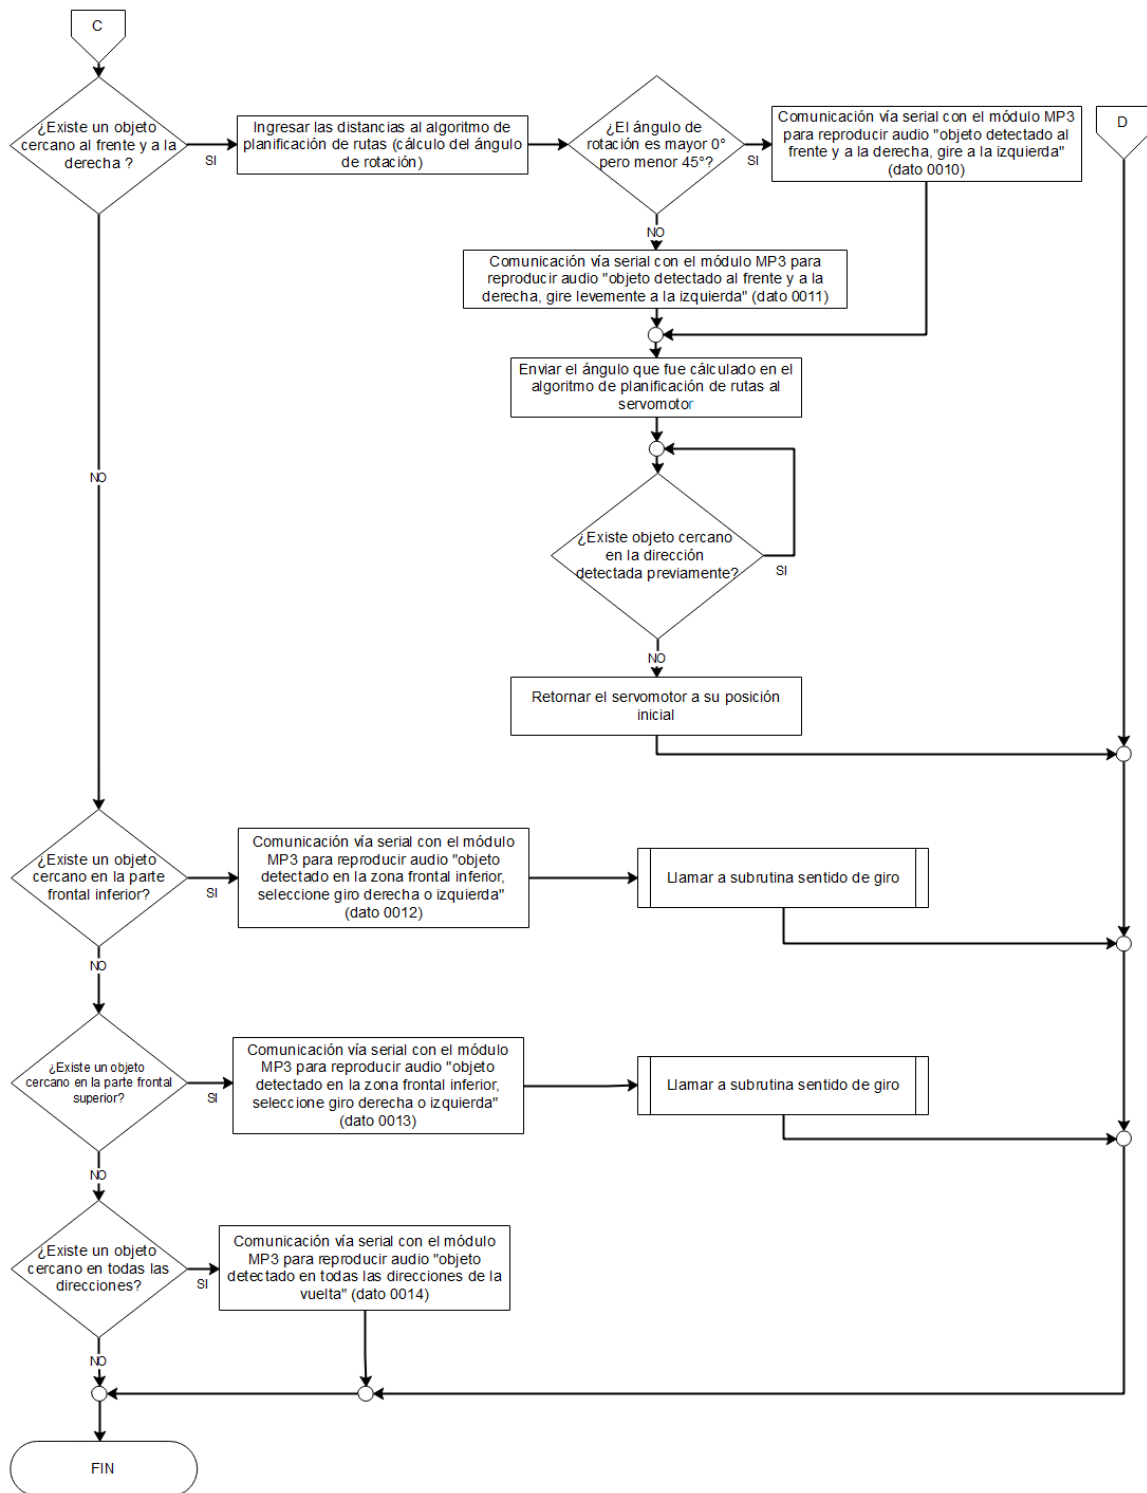 C
¿Existe un objeto
cercano al frente y a la
derecha ?
SI
Ingresar las distancias al algoritmo de
planificación de rutas (cálculo del ángulo
de rotación)
¿El ángulo de
rotación es mayor 0°
pero menor 45°?
SI
Comunicación vía serial con el módulo MP3
para reproducir audio "objeto detectado al
frente y a la derecha, gire a la izquierda"
(dato 0010)
D
NO
Comunicación vía serial con el módulo MP3 para
reproducir audio "objeto detectado al frente y a la
derecha, gire levemente a la izquierda" (dato 0011)
Enviar el ángulo que fue cálculado en el
algoritmo de planificación de rutas al
servomotor
NO
¿Existe objeto cercano
en la dirección
detectada previamente?
SI
NO
Retornar el servomotor a su posición
inicial
¿Existe un objeto
cercano en la parte
frontal inferior?
SI
Comunicación vía serial con el módulo
MP3 para reproducir audio "objeto
detectado en la zona frontal inferior,
seleccione giro derecha o izquierda"
(dato 0012)
Llamar a subrutina sentido de giro
NO
¿Existe un objeto
cercano en la parte frontal
superior?
SI
Comunicación vía serial con el módulo
MP3 para reproducir audio "objeto
detectado en la zona frontal inferior,
seleccione giro derecha o izquierda"
(dato 0013)
Llamar a subrutina sentido de giro
NO
¿Existe un objeto
cercano en todas las
direcciones?
SI
Comunicación vía serial con el módulo
MP3 para reproducir audio "objeto
detectado en todas las direcciones de la
vuelta" (dato 0014)
NO
FIN